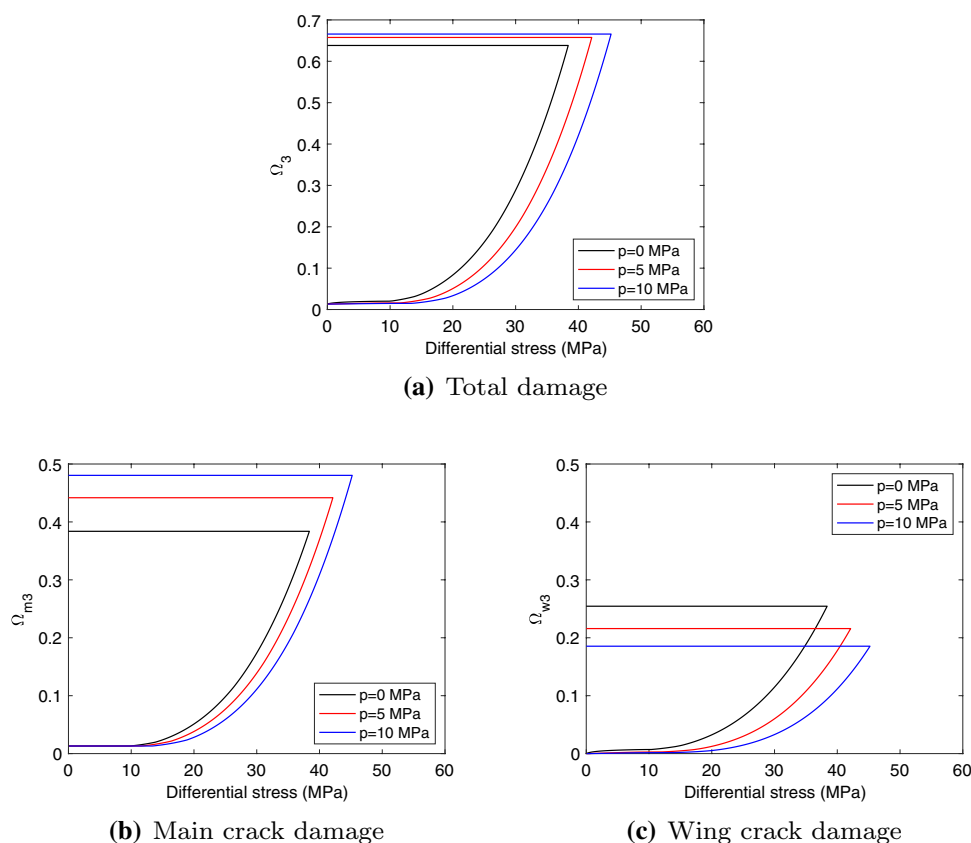 0.7
0.6
0.5
0.4
0.3
0.2
0.1
0
Ω3
p=0 MPa
p=5 MPa
p=10 MPa
0 10 20 30 40 50 60
Differential stress (MPa)
(a) Total damage
0.5
0.4
0.3
0.2
0.1
0
Ωm3
p=0 MPa
p=5 MPa
p=10 MPa
0 10 20 30 40 50 60
Differential stress (MPa)
(b) Main crack damage
0.5
0.4
0.3
0.2
0.1
0
Ωw3
p=0 MPa
p=5 MPa
p=10 MPa
0 10 20 30 40 50 60
Differential stress (MPa)
(c) Wing crack damage